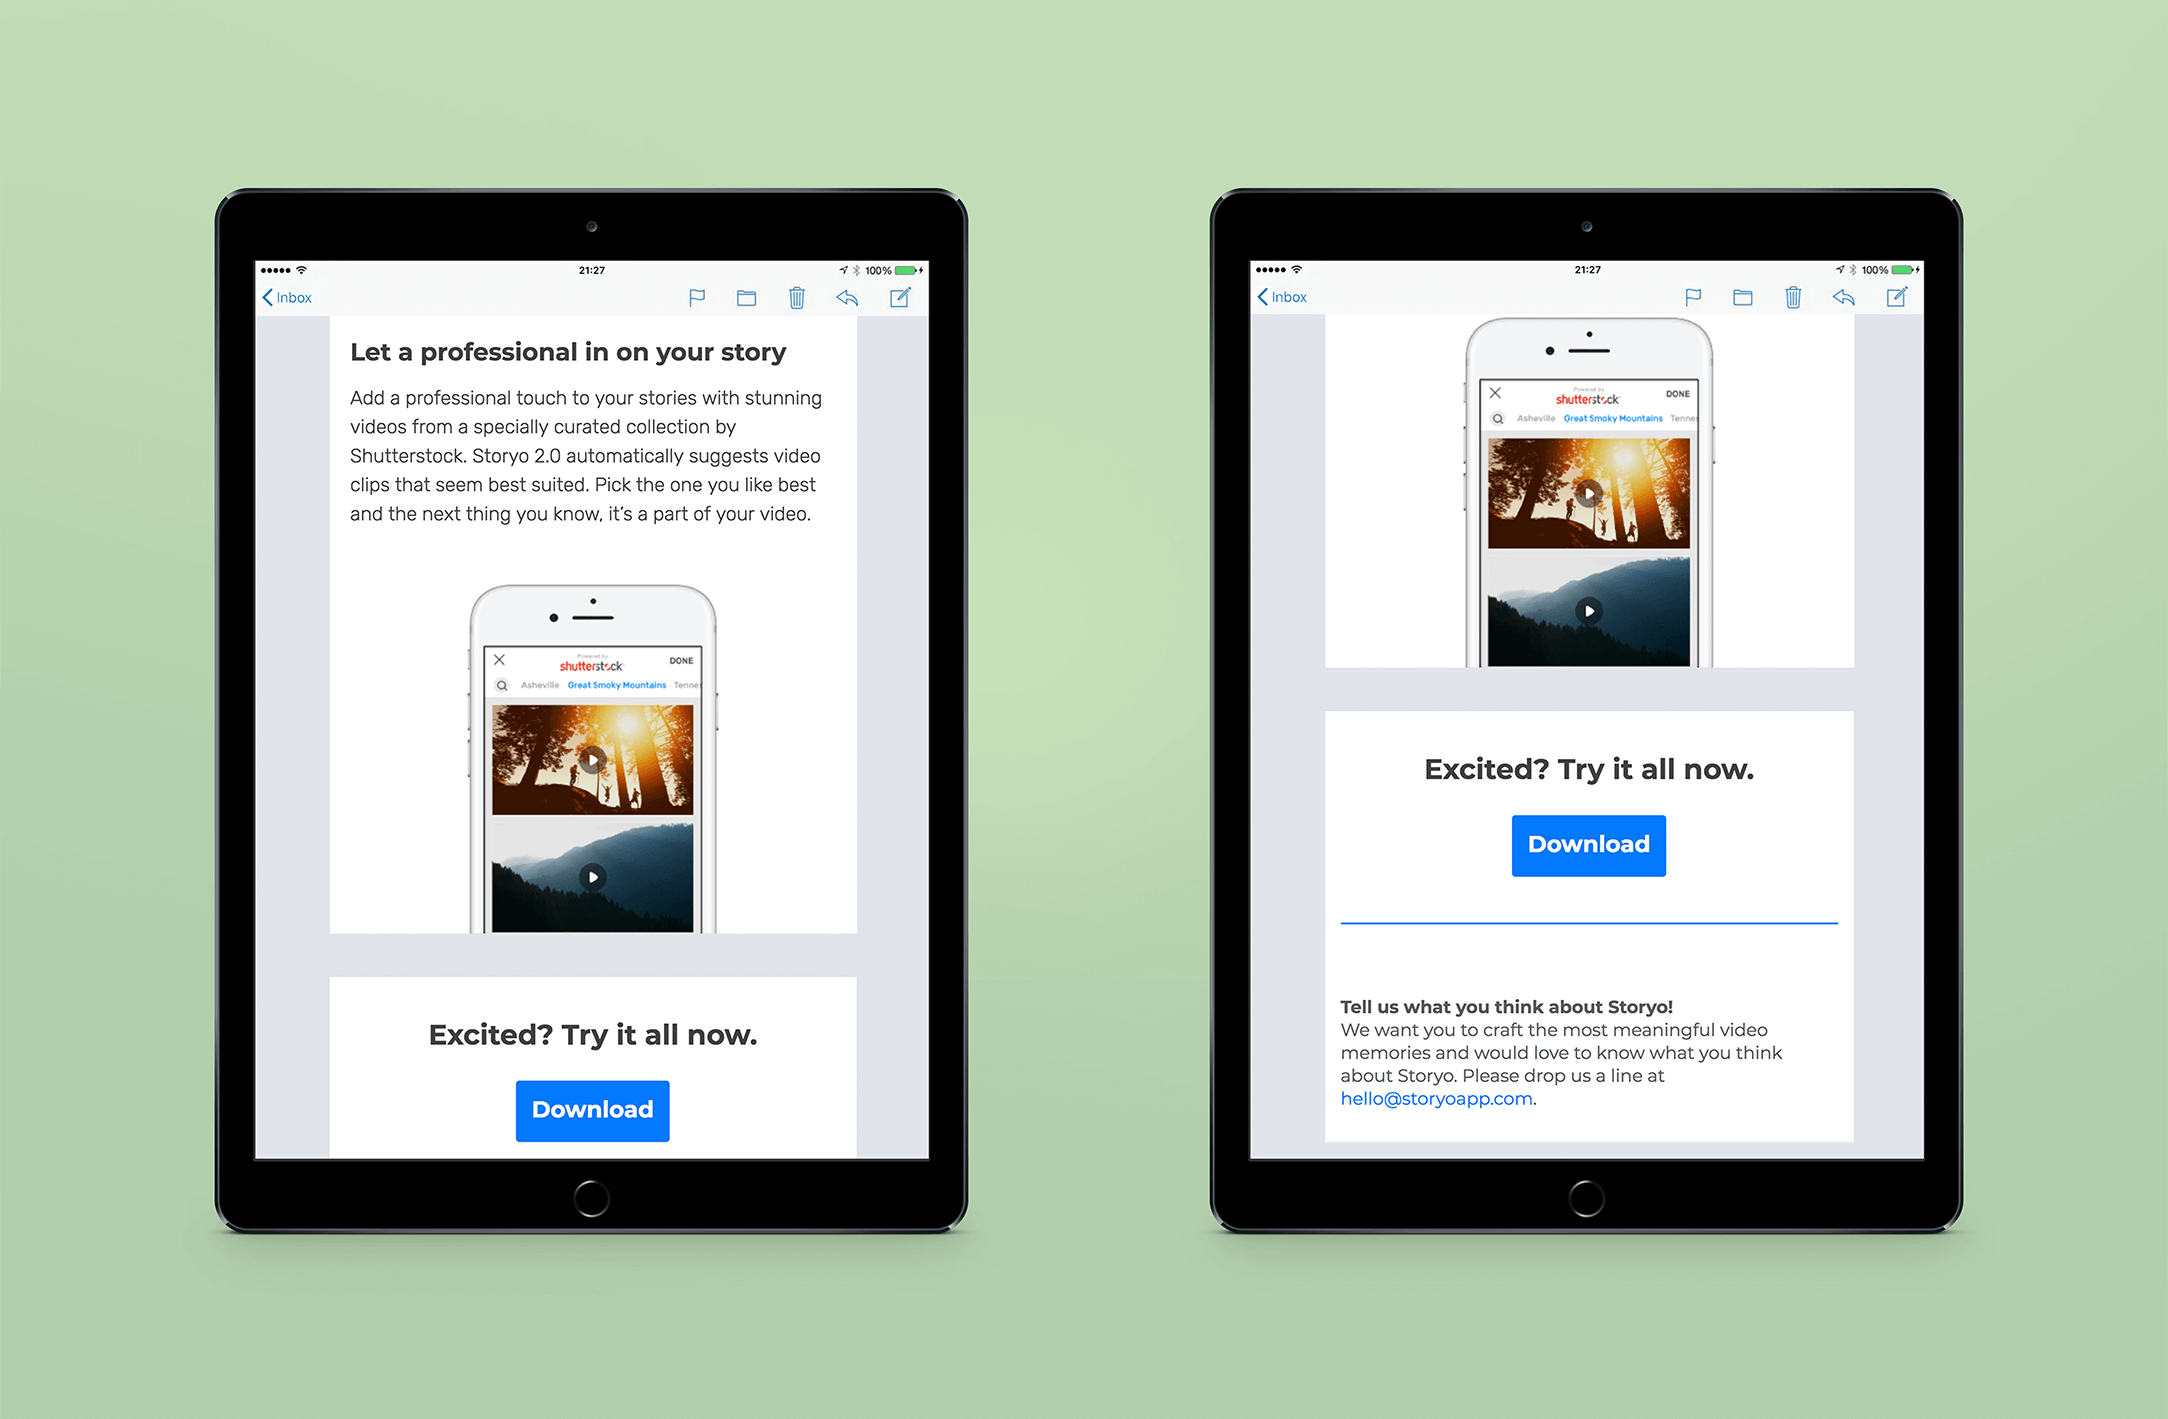 21:27
100%
Inbox
Let a professional in on your story
Add a professional touch to your stories with stunning
videos from a specially curated collection by
Shutterstock. Storyo 2.0 automatically suggests video
clips that seem best suited. Pick the one you like best
and the next thing you know, it’s a part of your video.
Powered by
shutterstock
DONE
Asheville Great Smoky Mountains Tennes
Excited? Try it all now.
Download
21:27
100%
Inbox
Powered by
shutterstock
DONE
Asheville Great Smoky Mountains Tennes
Excited? Try it all now.
Download
Tell us what you think about Storyo!
We want you to craft the most meaningful video
memories and would love to know what you think
about Storyo. Please drop us a line at
hello@storyoapp.com.